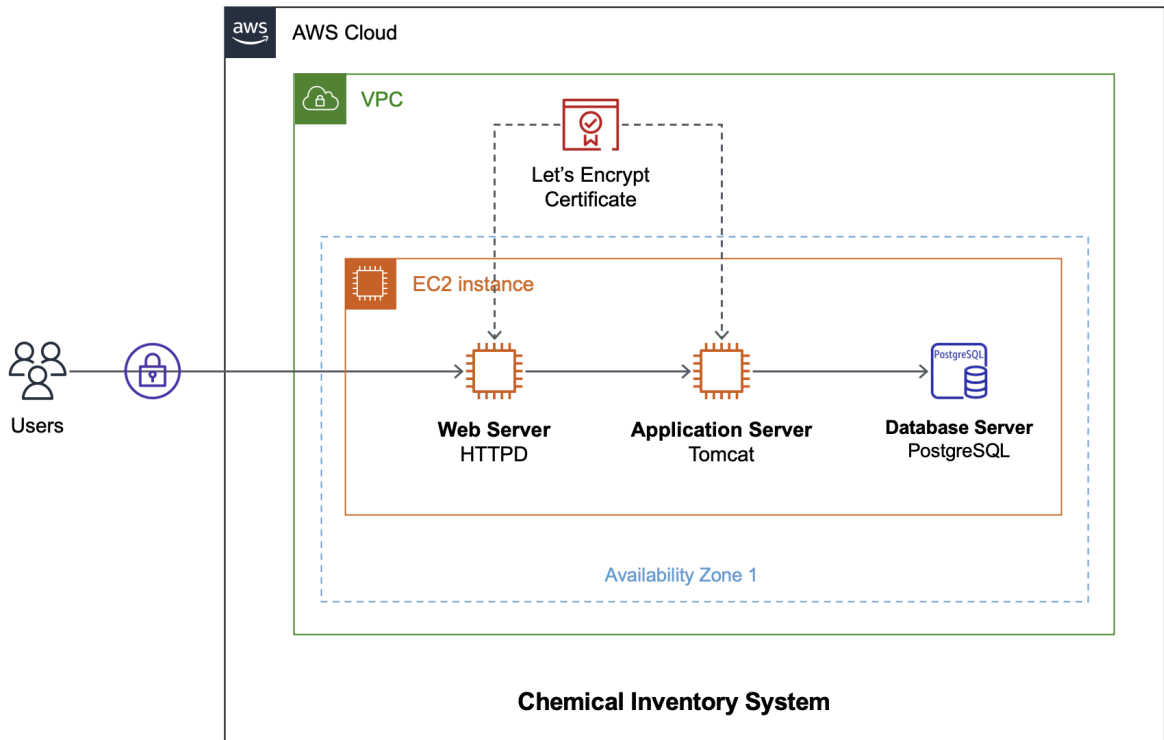 aws
AWS Cloud
VPC
Let's Encrypt
Certificate
EC2 instance
Users
PostgreSQL
Web Server
HTTPD
Application Server
Tomcat
Database Server
PostgreSQL
Availability Zone 1
Chemical Inventory System